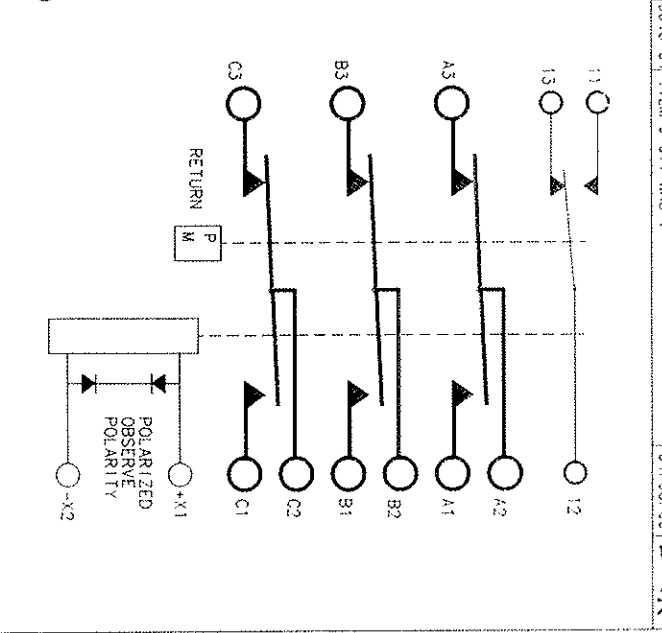 C3
B3
A3
13
11
RETURN
P
M
POLARIZED
OBSERVE
POLARITY
-X2
+X1
C1
C2
B1
B2
A1
A2
12